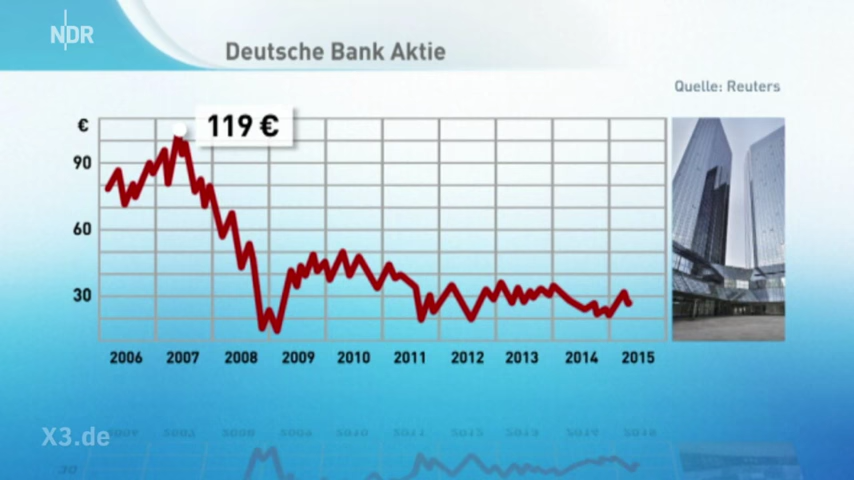 NDR
Deutsche Bank Aktie
Quelle: Reuters
€
119 €
90
60
30
2006 2007 2008 2009 2010 2011 2012 2013 2014 2015
X3.de